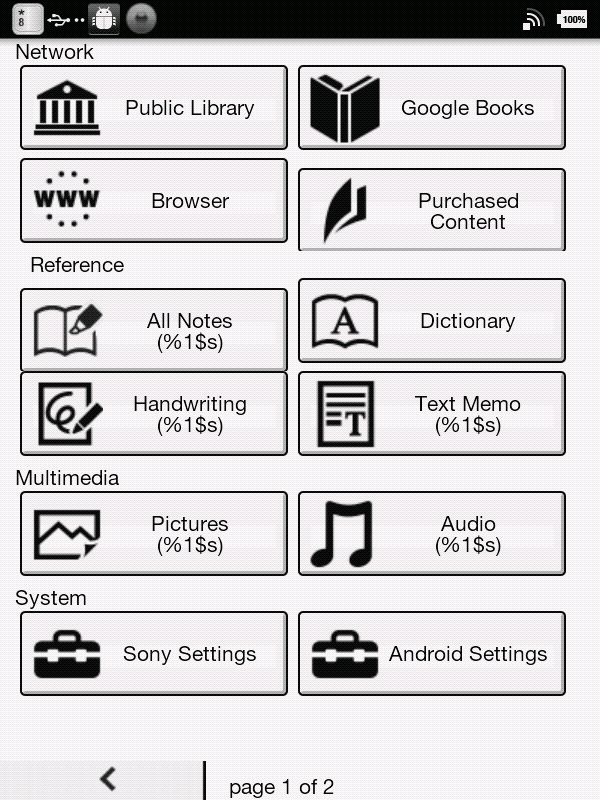 *
8
100%
Network
Public Library
Google Books
WWW
Browser
Purchased
Content
Reference
All Notes
(%1$s)
A
Dictionary
Handwriting
(%1$s)
T
Text Memo
(%1$s)
Multimedia
Pictures
(%1$s)
Audio
(%1$s)
System
Sony Settings
Android Settings
page 1 of 2